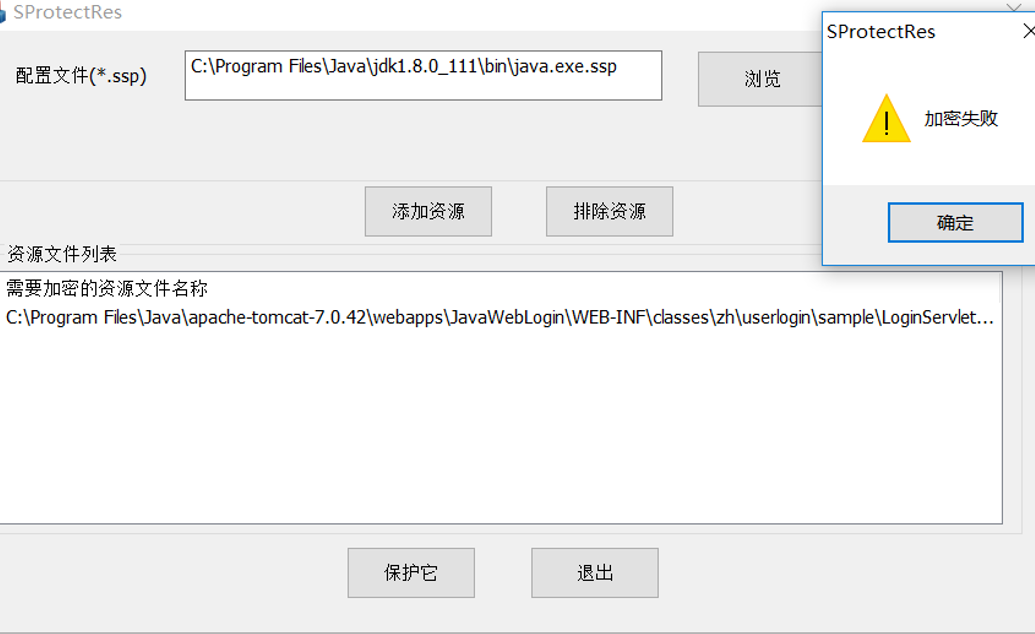 SProtectRes
配置文件(*.ssp)
C:\Program Files\Java\jdk1.8.0_111\bin\java.exe.ssp
浏览
SProtectRes
加密失败
确定
添加资源
排除资源
资源文件列表
需要加密的资源文件名称
C:\Program Files\Java\apache-tomcat-7.0.42\webapps\JavaWebLogin\WEB-INF\classes\zh\userlogin\sample\LoginServlet...
保护它
退出